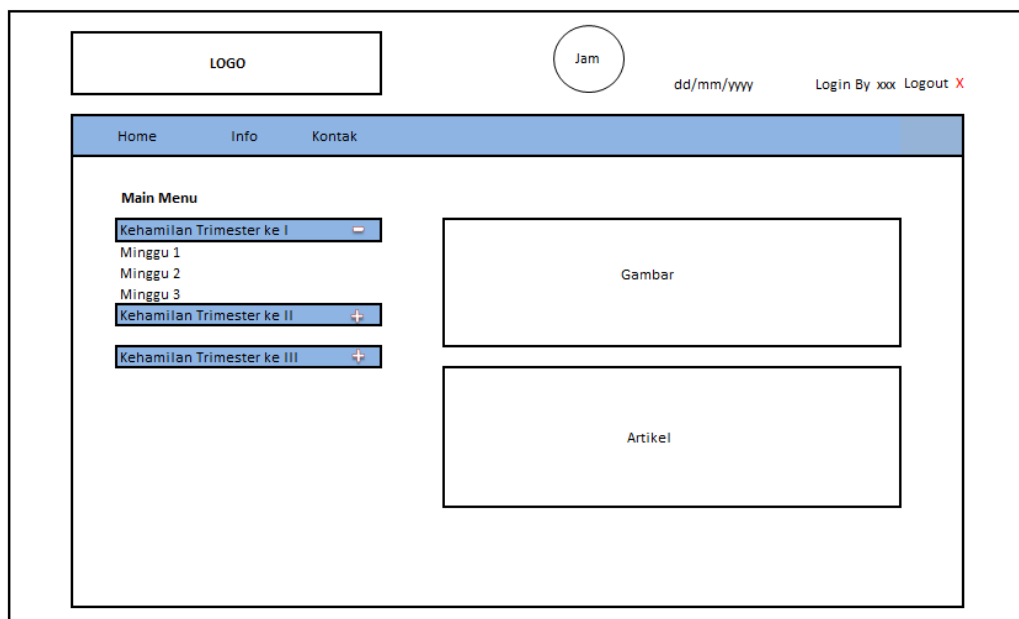 LOGO
Jam
dd/mm/yyyy
Login By xxx Logout X
Home Info Kontak
Main Menu
Kehamilan Trimester ke I
Minggu 1
Minggu 2
Minggu 3
Kehamilan Trimester ke II
Kehamilan Trimester ke III
Gambar
Artikel